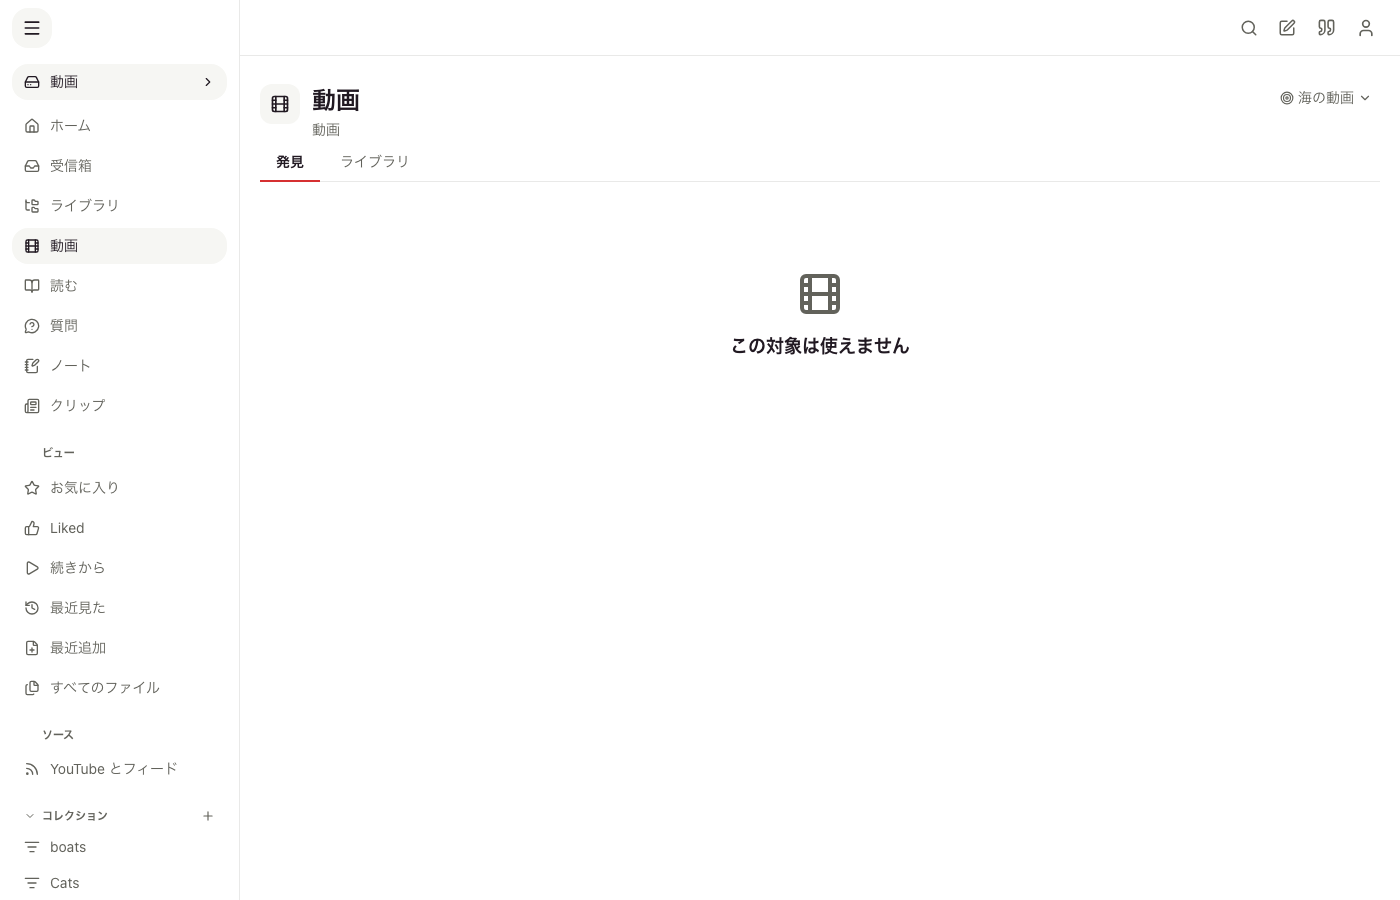 動画
ホーム
受信箱
ライブラリ
動画
読む
質問
ノート
クリップ
ビュー
お気に入り
Liked
続きから
最近見た
最近追加
すべてのファイル
ソース
YouTube とフィード
コレクション
boats
Cats
動画
動画
海の動画
発見
ライブラリ
この対象は使えません